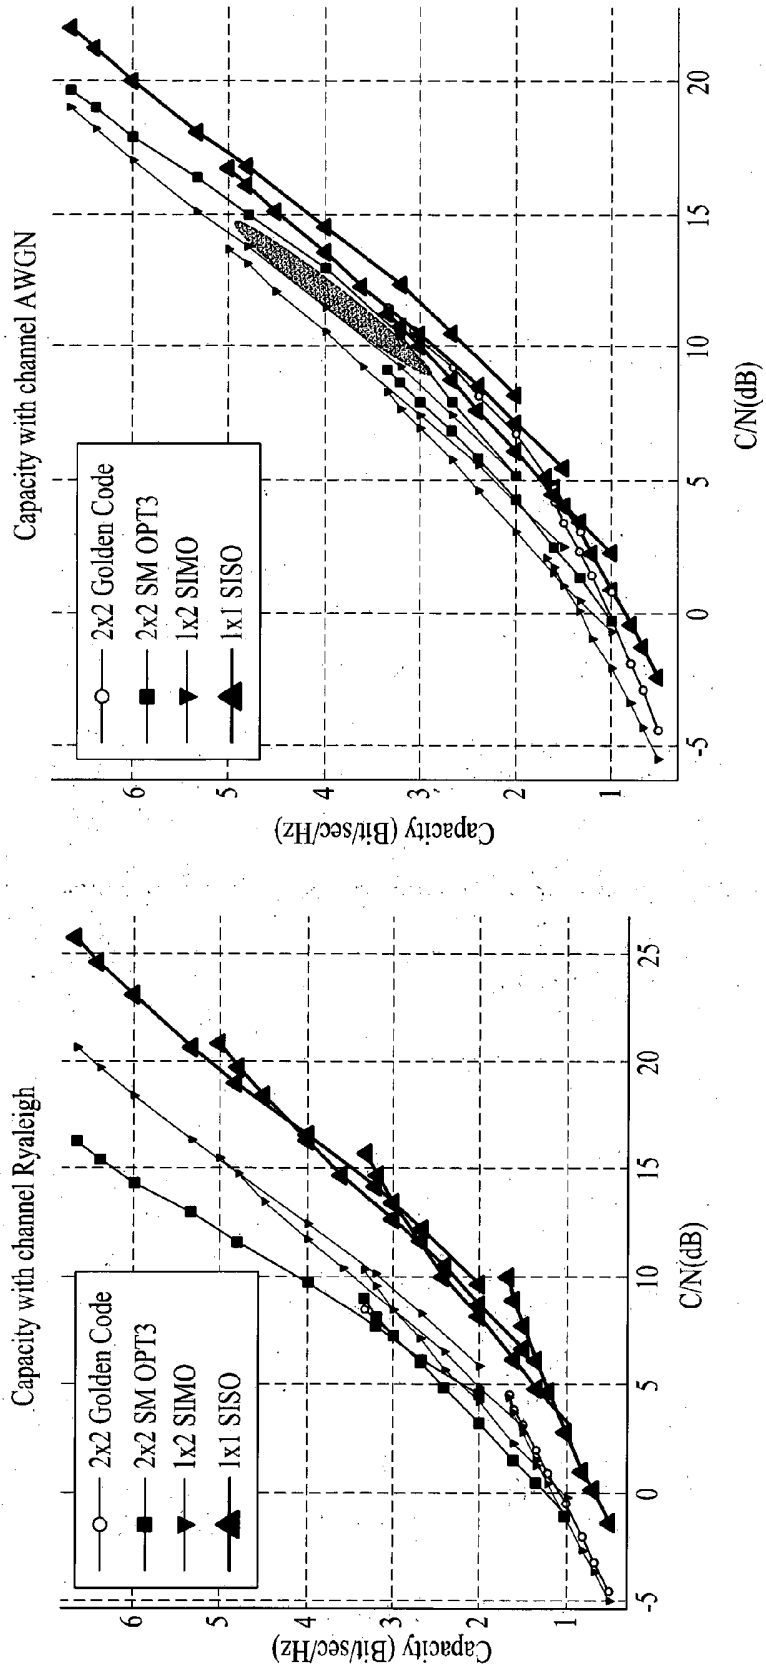 Capacity with channel Ryaleigh
2x2 Golden Code
2x2 SM OPT3
1x2 SIMO
1x1 SISO
Capacity (Bit/sec/Hz)
6
5
4
3
2
1
-5
0
5
10
15
20
25
C/N(dB)
Capacity with channel AWGN
2x2 Golden Code
2x2 SM OPT3
1x2 SIMO
1x1 SISO
Capacity (Bit/sec/Hz)
6
5
4
3
2
1
-5
0
5
10
15
20
C/N(dB)